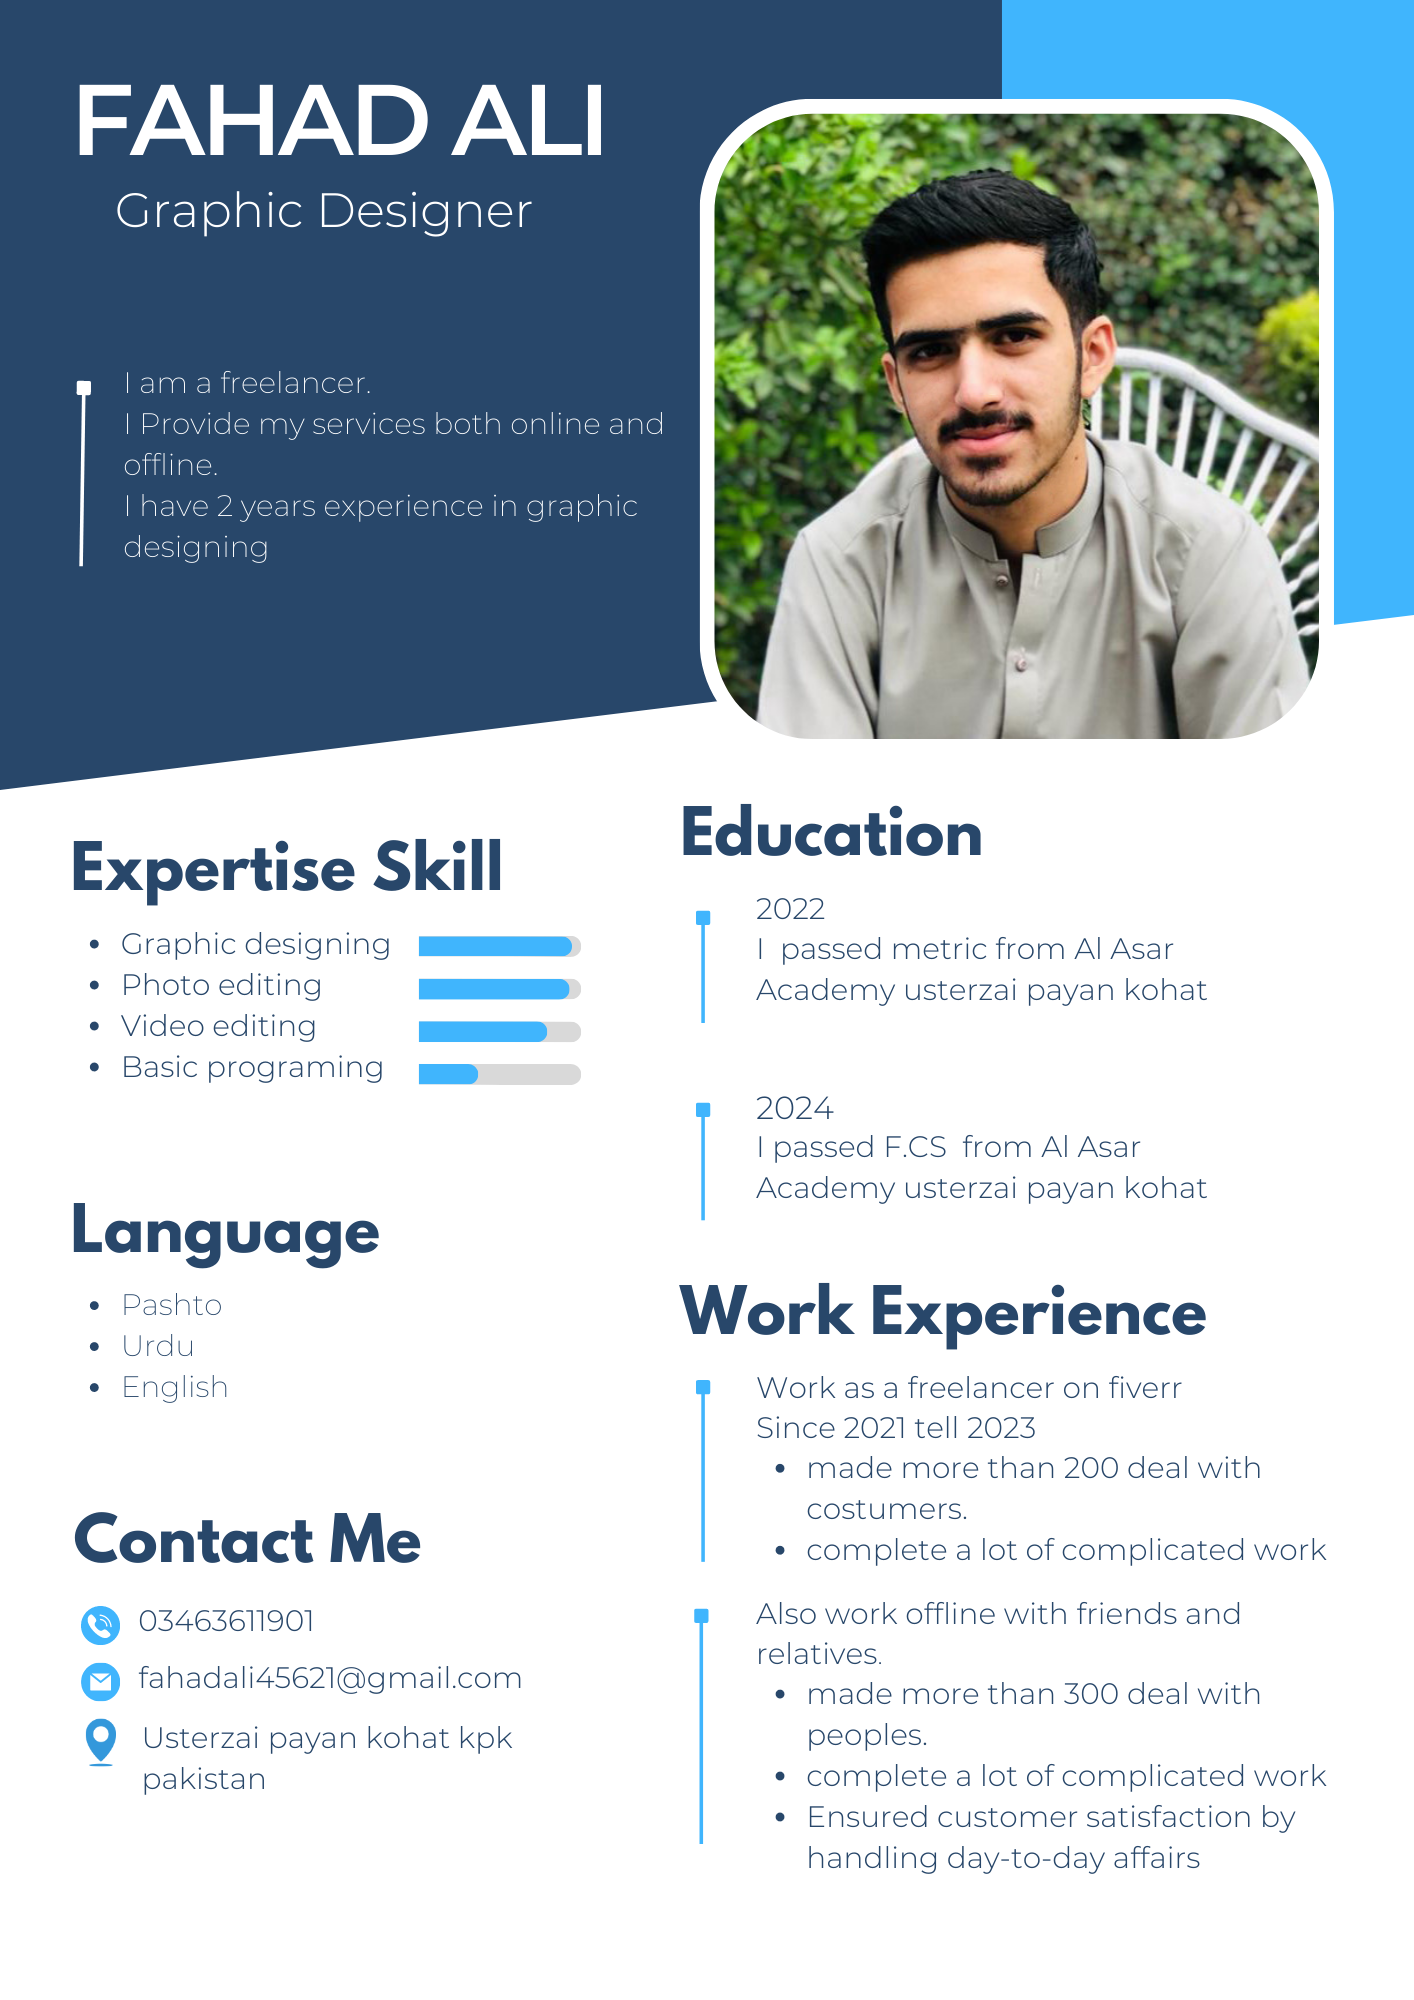 FAHAD ALI
Graphic Designer
I am a freelancer.
I Provide my services both online and
offline.
I have 2 years experience in graphic
designing
Expertise Skill
• Graphic designing
• Photo editing
• Video editing
• Basic programing
Language
• Pashto
• Urdu
• English
Contact Me
03463611901
fahadali45621@gmail.com
Usterzai payan kohat kpk
pakistan
Education
2022
I passed metric from Al Asar
Academy usterzai payan kohat
2024
I passed F.CS from Al Asar
Academy usterzai payan kohat
Work Experience
Work as a freelancer on fiverr
Since 2021 tell 2023
• made more than 200 deal with
costumers.
• complete a lot of complicated work
Also work offline with friends and
relatives.
• made more than 300 deal with
peoples.
• complete a lot of complicated work
• Ensured customer satisfaction by
handling day-to-day affairs